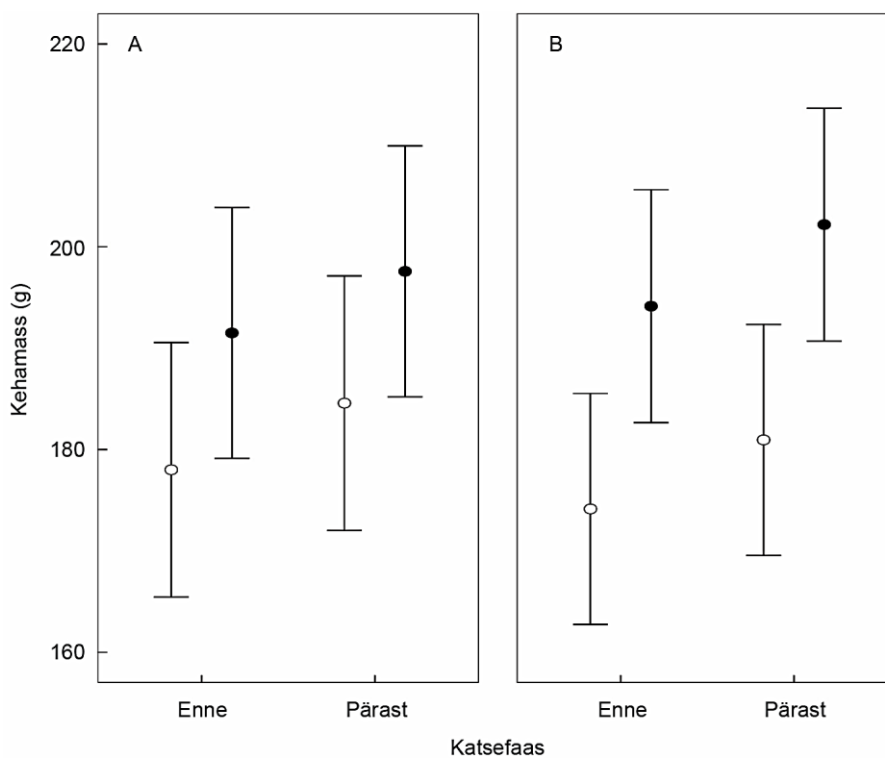 A
B
220
200
180
160
Kehamass (g)
Enne
Pärast
Enne
Pärast
Katsefaas